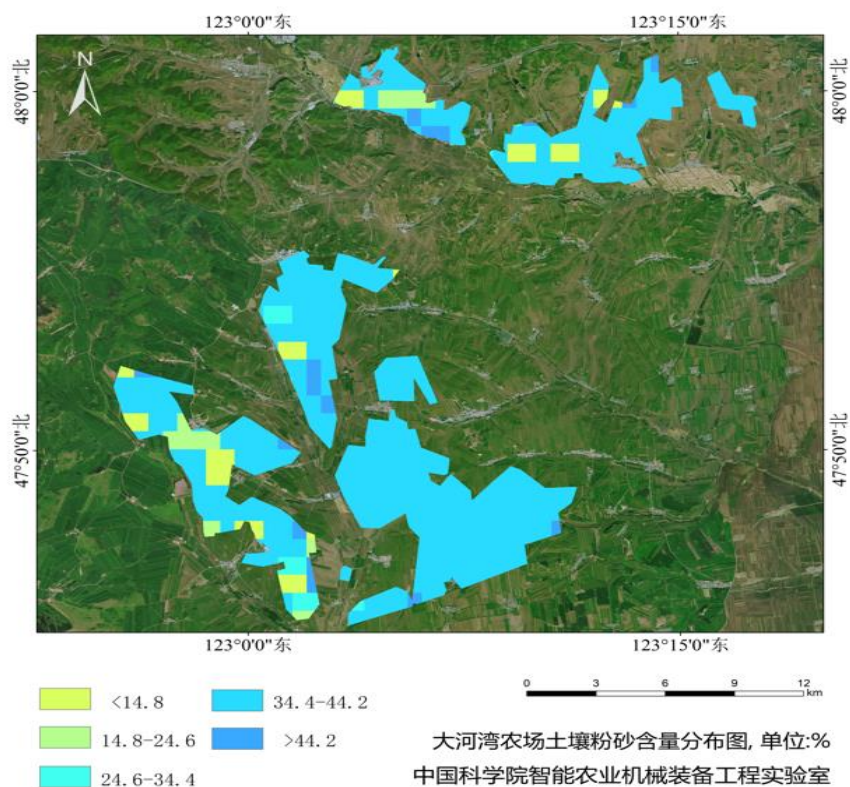 123°0'0"东 123°15'0"东
N
48°0'0"北 48°0'0"北
47°50'0"北 47°50'0"北
123°0'0"东 123°15'0"东
<14.8 34.4-44.2
14.8-24.6 >44.2
24.6-34.4
0 3 6 9 12
km
大河湾农场土壤粉砂含量分布图, 单位:%
中国科学院智能农业机械装备工程实验室